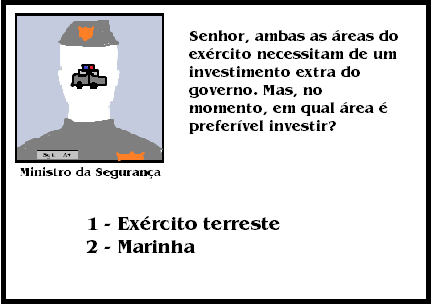 Senhor, ambas as áreas do
exército necessitam de um
investimento extra do
governo. Mas, no
momento, em qual área é
preferível investir?
Ministro da Segurança
1 - Exército terreste
2 - Marinha